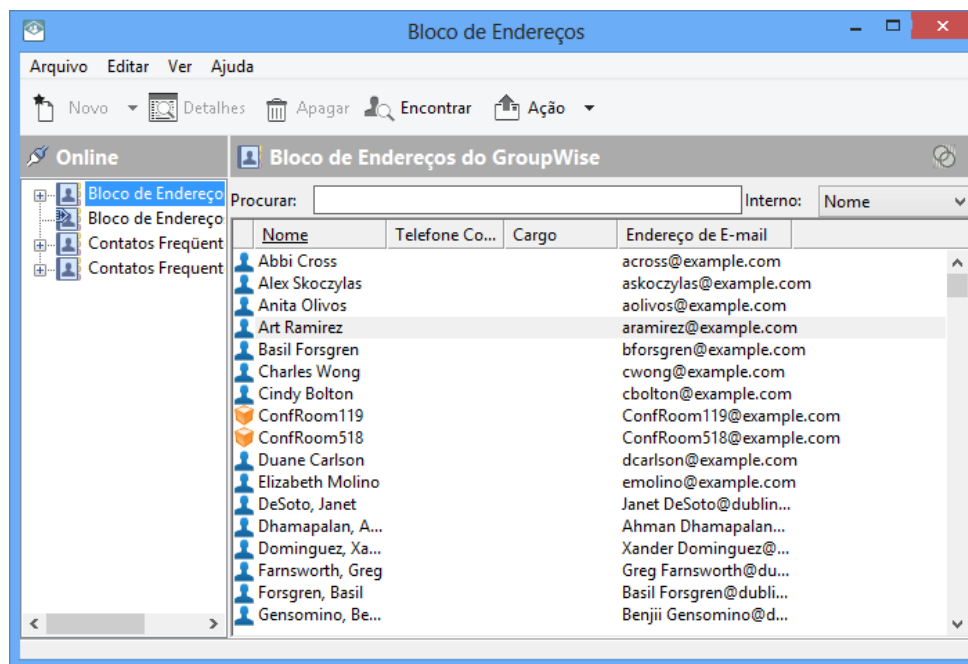 Bloco de Endereços
Arquivo Editar Ver Ajuda
Novo Detalhes Apagar Encontrar Ação
Online
Bloco de Endereços do GroupWise
Bloco de Endereço
Bloco de Endereço
Contatos Freqüent
Contatos Frequent
Procurar: Interno: Nome
Nome Telefone Co... Cargo Endereço de E-mail
Abbi Cross across@example.com
Alex Skoczylas askoczylas@example.com
Anita Olivos aolivos@example.com
Art Ramirez aramirez@example.com
Basil Forsgren bforsgren@example.com
Charles Wong cwong@example.com
Cindy Bolton cbolton@example.com
ConfRoom119 ConfRoom119@example.com
ConfRoom518 ConfRoom518@example.com
Duane Carlson dcarlson@example.com
Elizabeth Molino emolino@example.com
DeSoto, Janet Janet DeSoto@dublin...
Dhamapalan, A... Ahman Dhamapalan...
Dominguez, Xa... Xander Dominguez@...
Farnsworth, Greg Greg Farnsworth@du...
Forsgren, Basil Basil Forsgren@dubli...
Gensomino, Be... Benjii Gensomino@d...